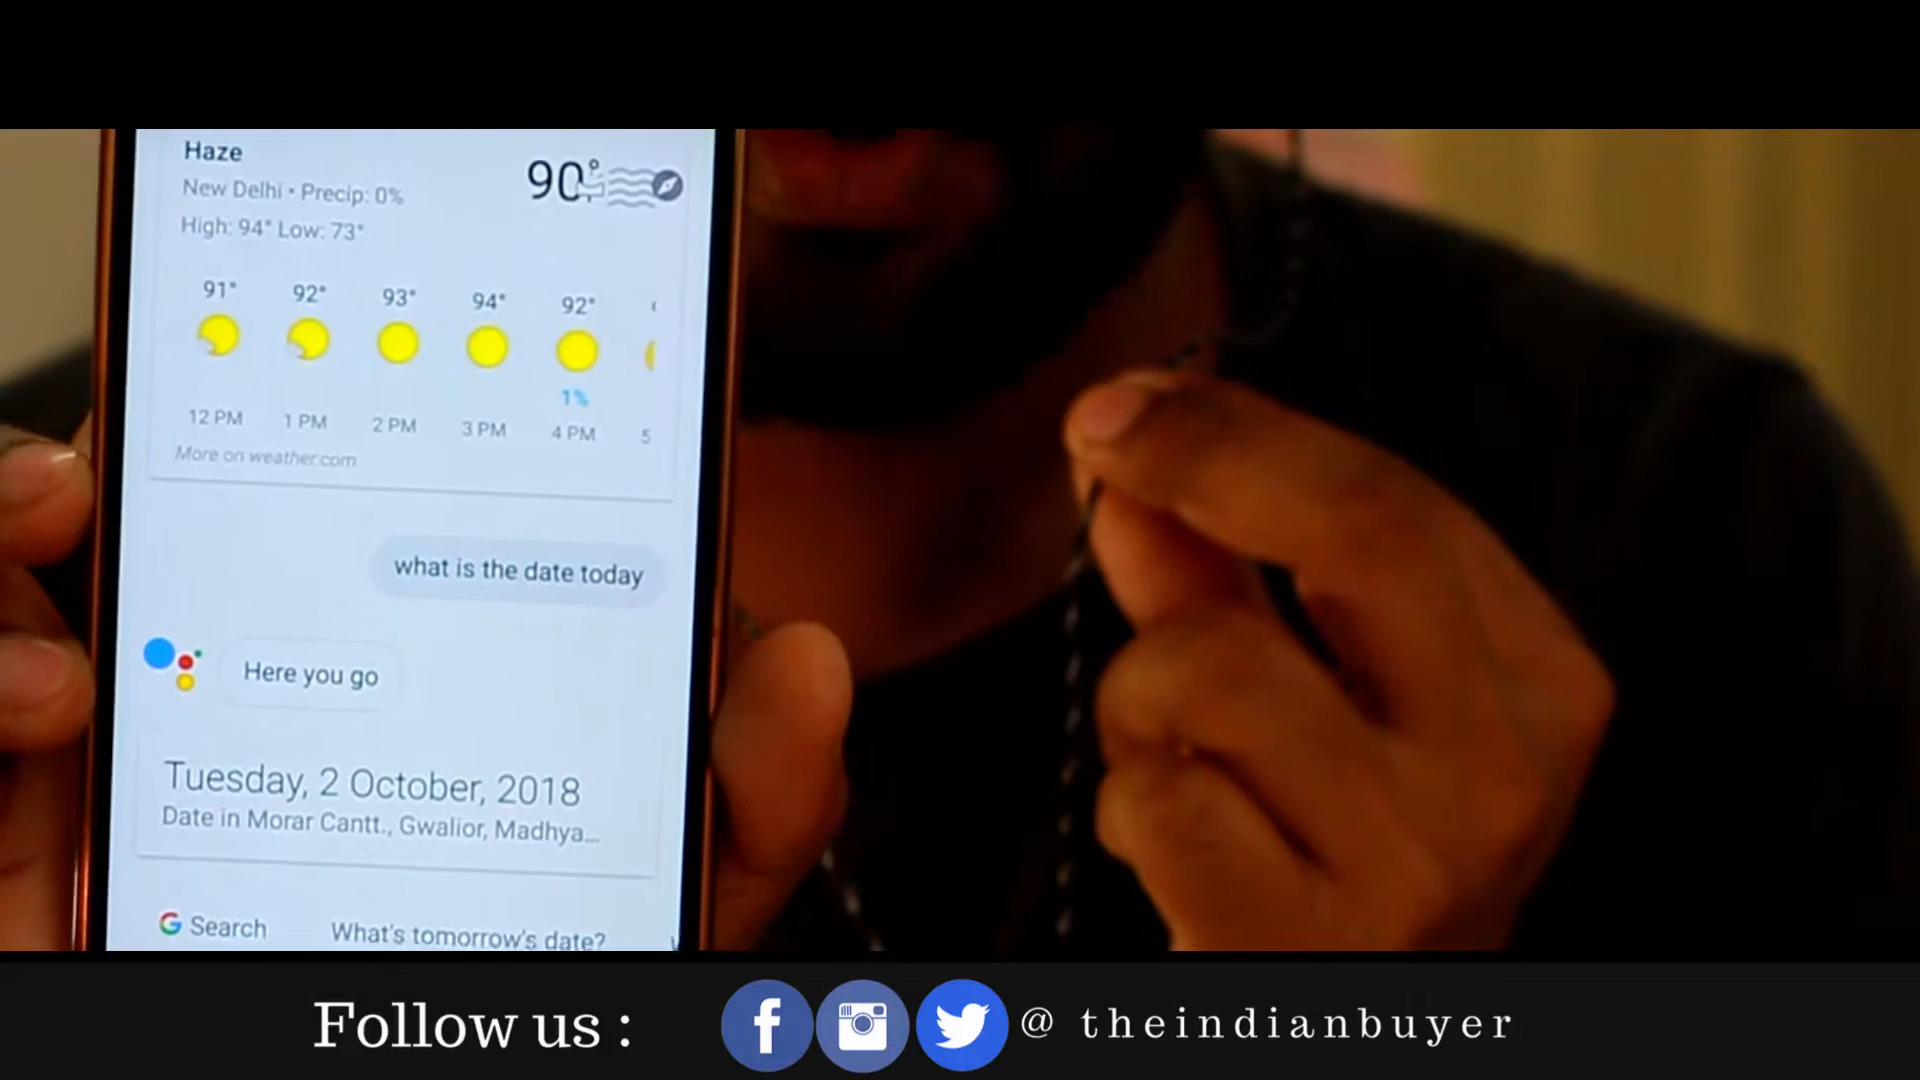 Haze
90°F
New Delhi • Precip: 0%
High: 94° Low: 73°
91° 92° 93° 94° 92°
1%
12 PM 1 PM 2 PM 3 PM 4 PM 5
More on weather.com
what is the date today
Here you go
Tuesday, 2 October, 2018
Date in Morar Cantt., Gwalior, Madhya...
G Search What's tomorrow's date?
Follow us : f @ theindianbuyer